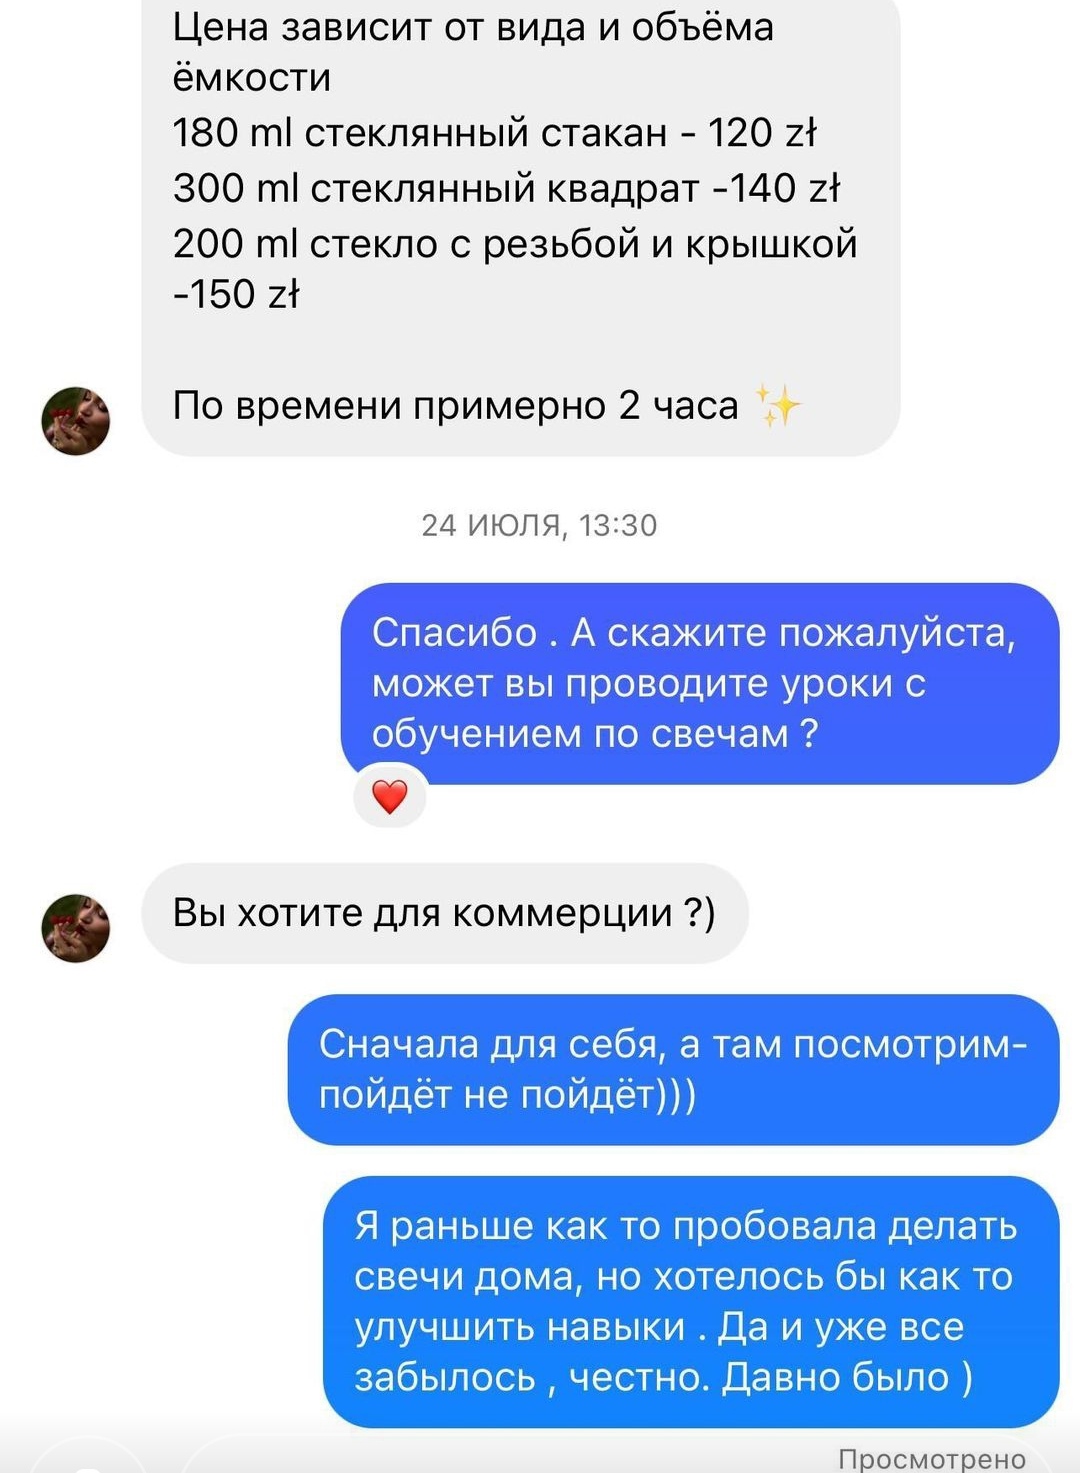 Цена зависит от вида и объёма
ёмкости
180 ml стеклянный стакан - 120 zł
300 ml стеклянный квадрат -140 zł
200 ml стекло с резьбой и крышкой
-150 zł
По времени примерно 2 часа ✨
24 ИЮЛЯ, 13:30
Спасибо . А скажите пожалуйста,
может вы проводите уроки с
обучением по свечам ?
❤️
Вы хотите для коммерции ?)
Сначала для себя, а там посмотрим-
пойдёт не пойдёт)))
Я раньше как то пробовала делать
свечи дома, но хотелось бы как то
улучшить навыки . Да и уже все
забылось , честно. Давно было )
Просмотрено